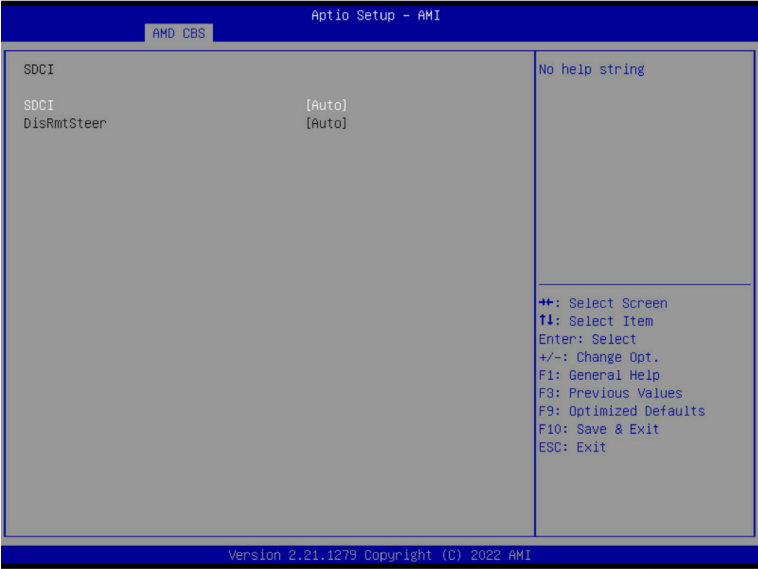 Aptio Setup – AMI
AMD CBS
SDCI
SDCI [Auto]
DisRmtSteer [Auto]
No help string
→←: Select Screen
↑↓: Select Item
Enter: Select
+/-: Change Opt.
F1: General Help
F3: Previous Values
F9: Optimized Defaults
F10: Save & Exit
ESC: Exit
Version 2.21.1279 Copyright (C) 2022 AMI